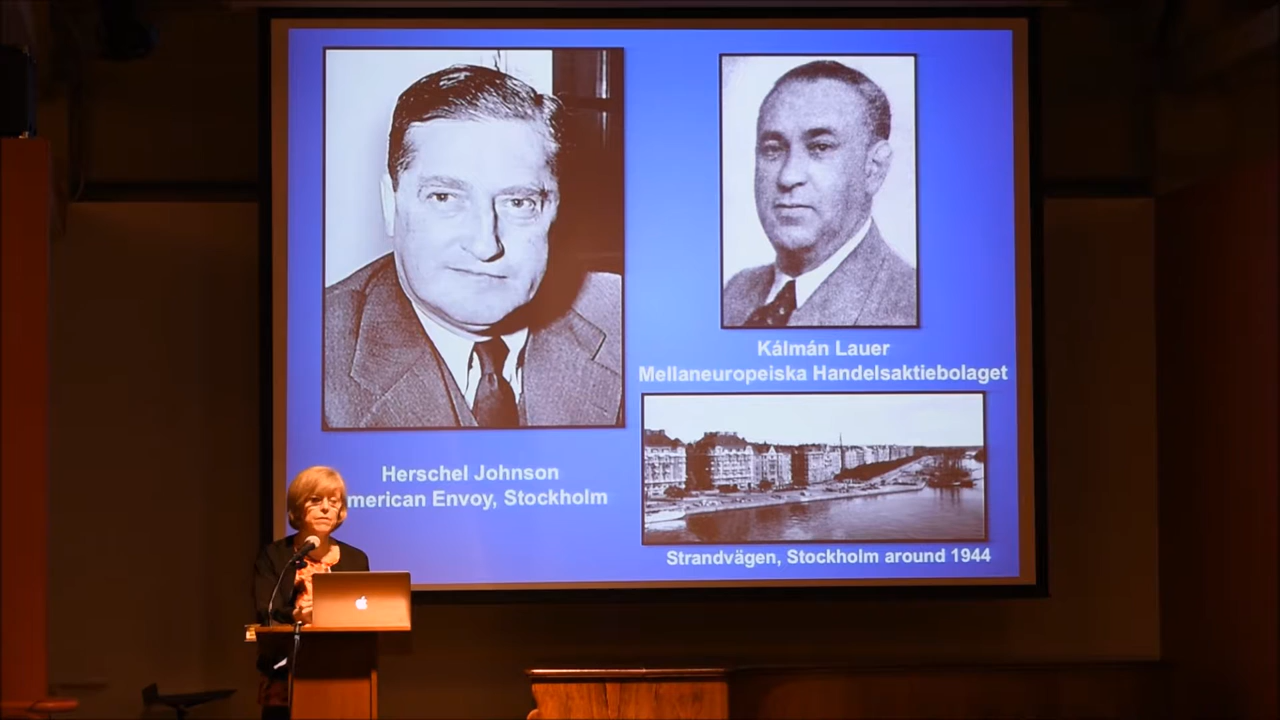 Kálmán Lauer
Mellaneuropeiska Handelsaktiebolaget
Herschel Johnson
merican Envoy, Stockholm
Strandvägen, Stockholm around 1944